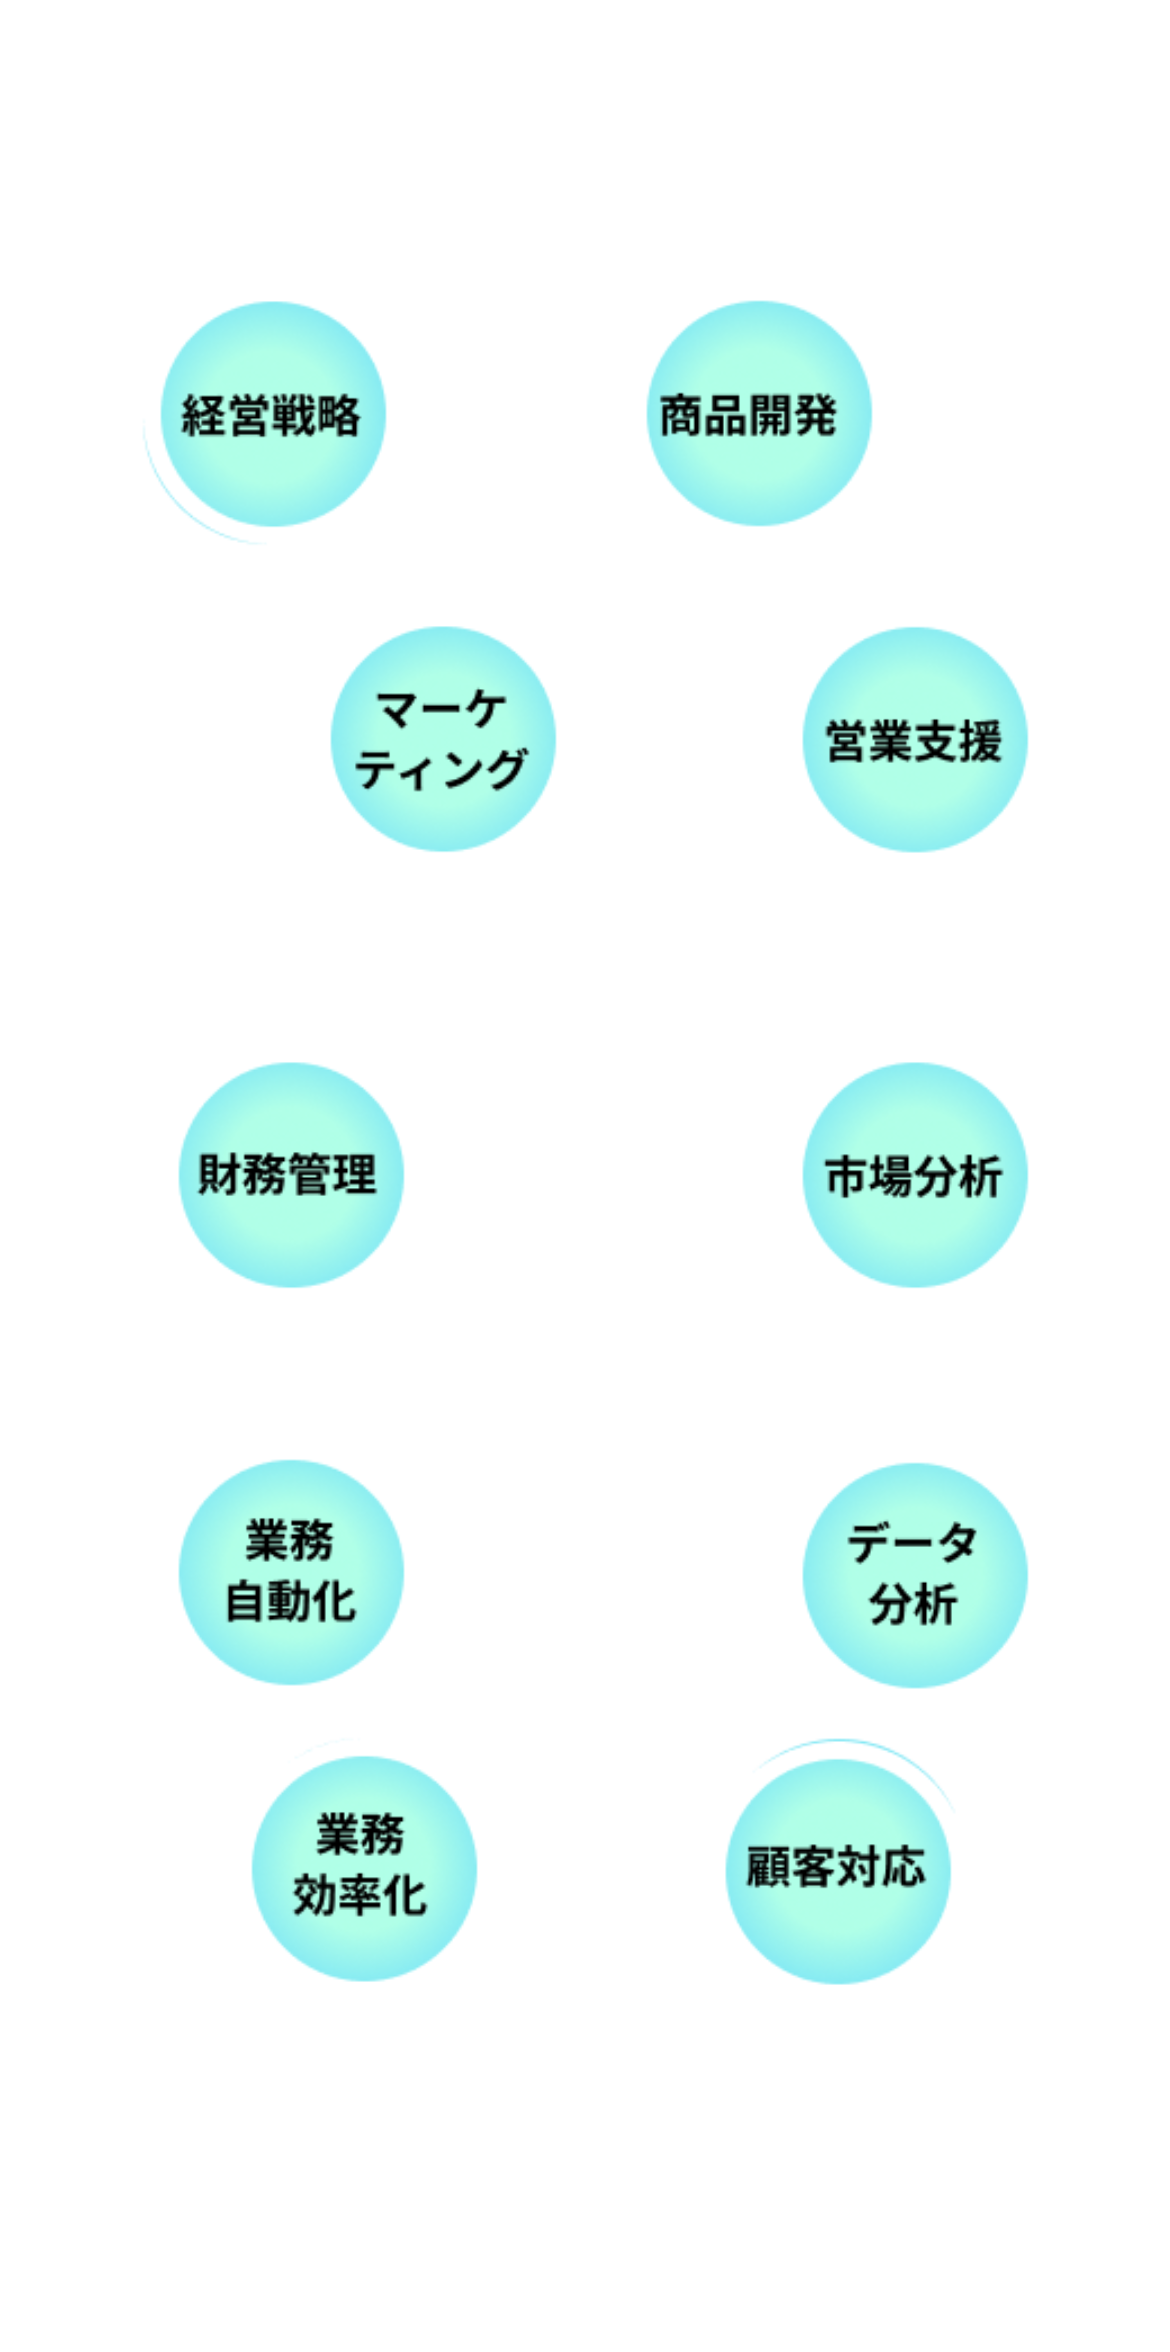 経営戦略
商品開発
マーケ
ティング
営業支援
財務管理
市場分析
業務
自動化
データ
分析
業務
効率化
顧客対応